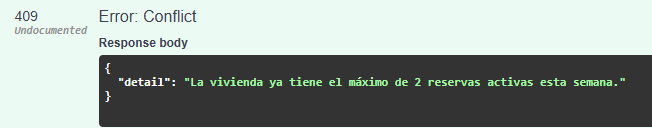 409 Error: Conflict
Undocumented
Response body
{
"detail": "La vivienda ya tiene el máximo de 2 reservas activas esta semana."
}